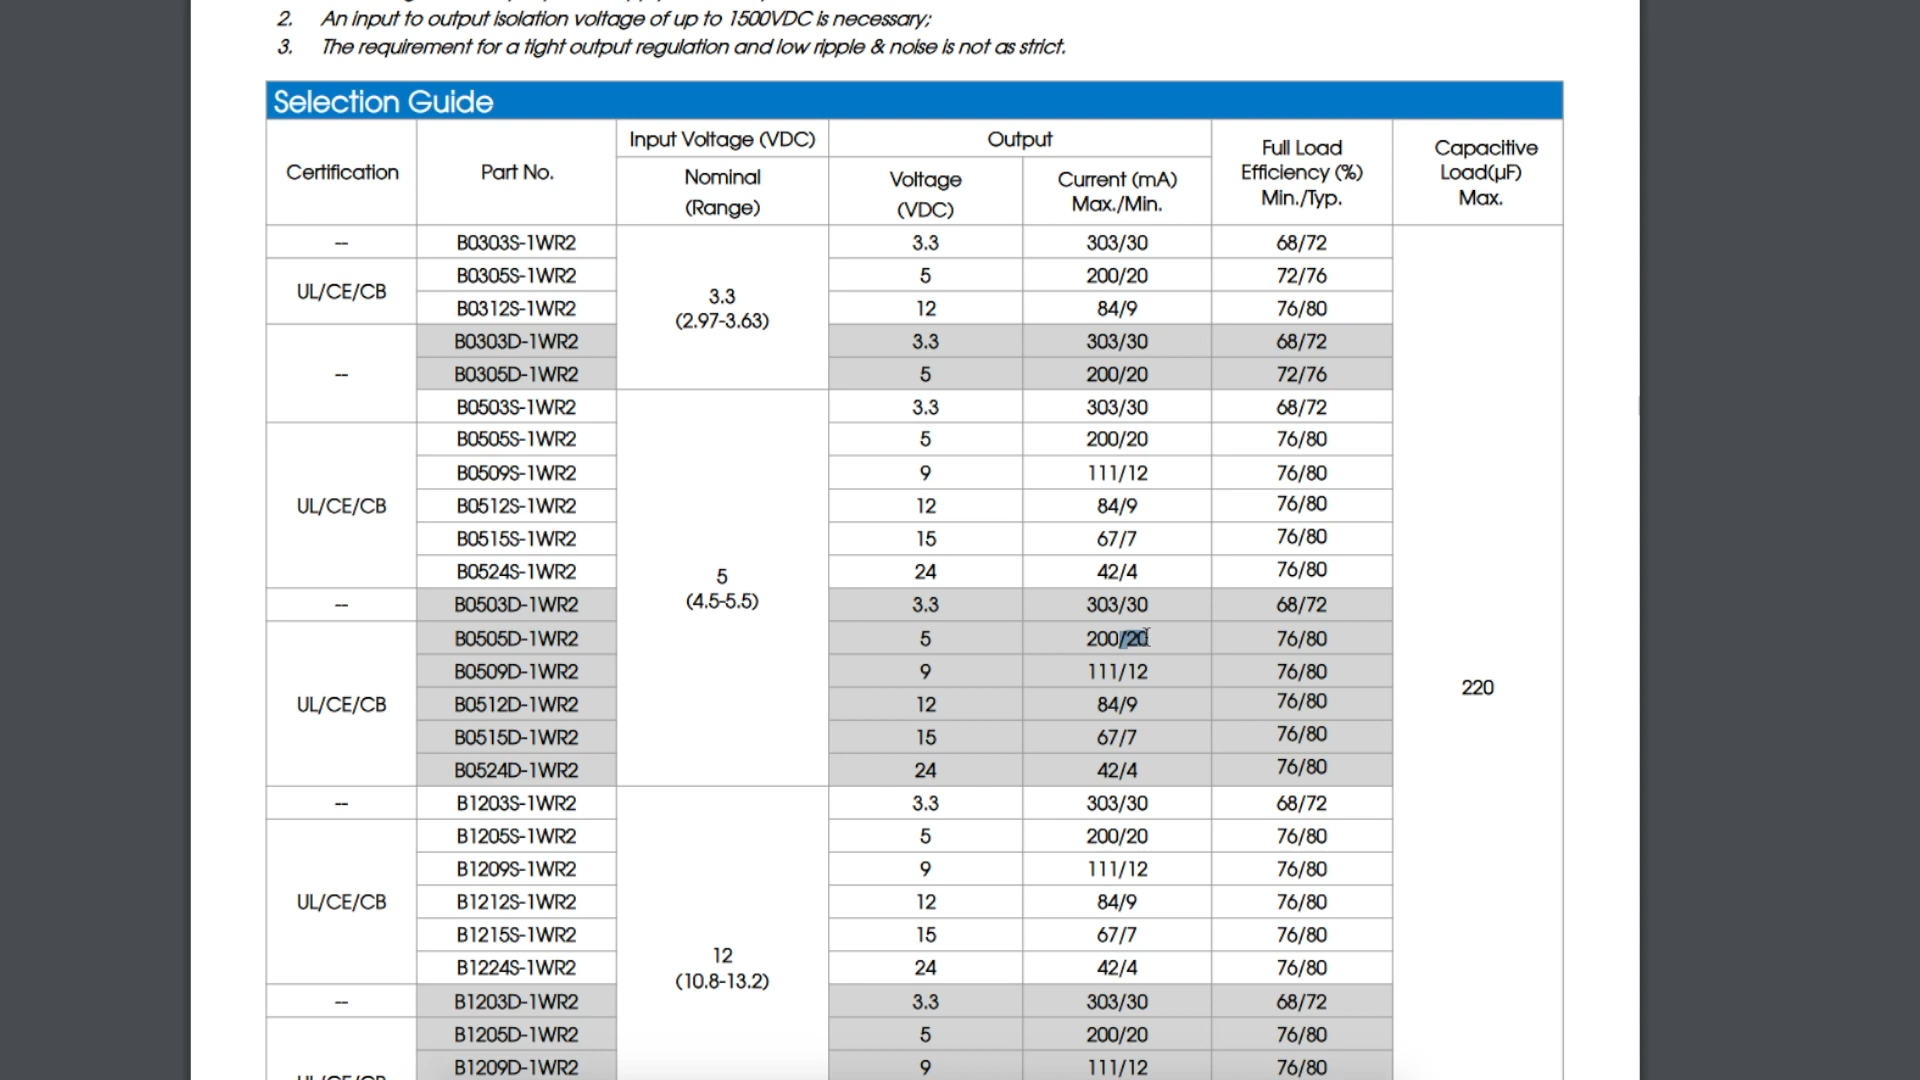 2. An input to output isolation voltage of up to 1500VDC is necessary;
3. The requirement for a tight output regulation and low ripple & noise is not as strict.
Selection Guide
Certification Part No. Input Voltage (VDC) Output Full Load Efficiency (%) Min./Typ. Capacitive Load(µF) Max.
Nominal (Range) Voltage (VDC) Current (mA) Max./Min.
-- B0303S-1WR2 3.3 (2.97-3.63) 3.3 303/30 68/72 220
UL/CE/CB B0305S-1WR2 5 200/20 72/76
B0312S-1WR2 12 84/9 76/80
-- B0303D-1WR2 3.3 303/30 68/72
B0305D-1WR2 5 200/20 72/76
B0503S-1WR2 5 (4.5-5.5) 3.3 303/30 68/72
UL/CE/CB B0505S-1WR2 5 200/20 76/80
B0509S-1WR2 9 111/12 76/80
B0512S-1WR2 12 84/9 76/80
B0515S-1WR2 15 67/7 76/80
B0524S-1WR2 24 42/4 76/80
-- B0503D-1WR2 3.3 303/30 68/72
UL/CE/CB B0505D-1WR2 5 200/20 76/80
B0509D-1WR2 9 111/12 76/80
B0512D-1WR2 12 84/9 76/80
B0515D-1WR2 15 67/7 76/80
B0524D-1WR2 24 42/4 76/80
-- B1203S-1WR2 12 (10.8-13.2) 3.3 303/30 68/72
UL/CE/CB B1205S-1WR2 5 200/20 76/80
B1209S-1WR2 9 111/12 76/80
B1212S-1WR2 12 84/9 76/80
B1215S-1WR2 15 67/7 76/80
B1224S-1WR2 24 42/4 76/80
-- B1203D-1WR2 3.3 303/30 68/72
B1205D-1WR2 5 200/20 76/80
B1209D-1WR2 9 111/12 76/80